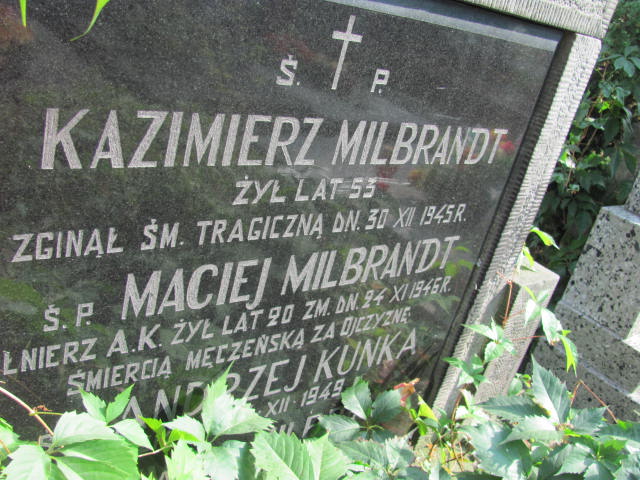 Ś. P.
KAZIMIERZ MILBRANDT
ŻYŁ LAT 53
ZGINĄŁ ŚM. TRAGICZNĄ DN. 30 XII 1945 R.
Ś. P. MACIEJ MILBRANDT
LNIERZ A.K. ŻYŁ LAT 20 ZM. DN. 24 XI 1946 R.
ŚMIERCIĄ MĘCZEŃSKĄ ZA OJCZYZNĘ
ANDRZEJ KUNKA
XII 1949